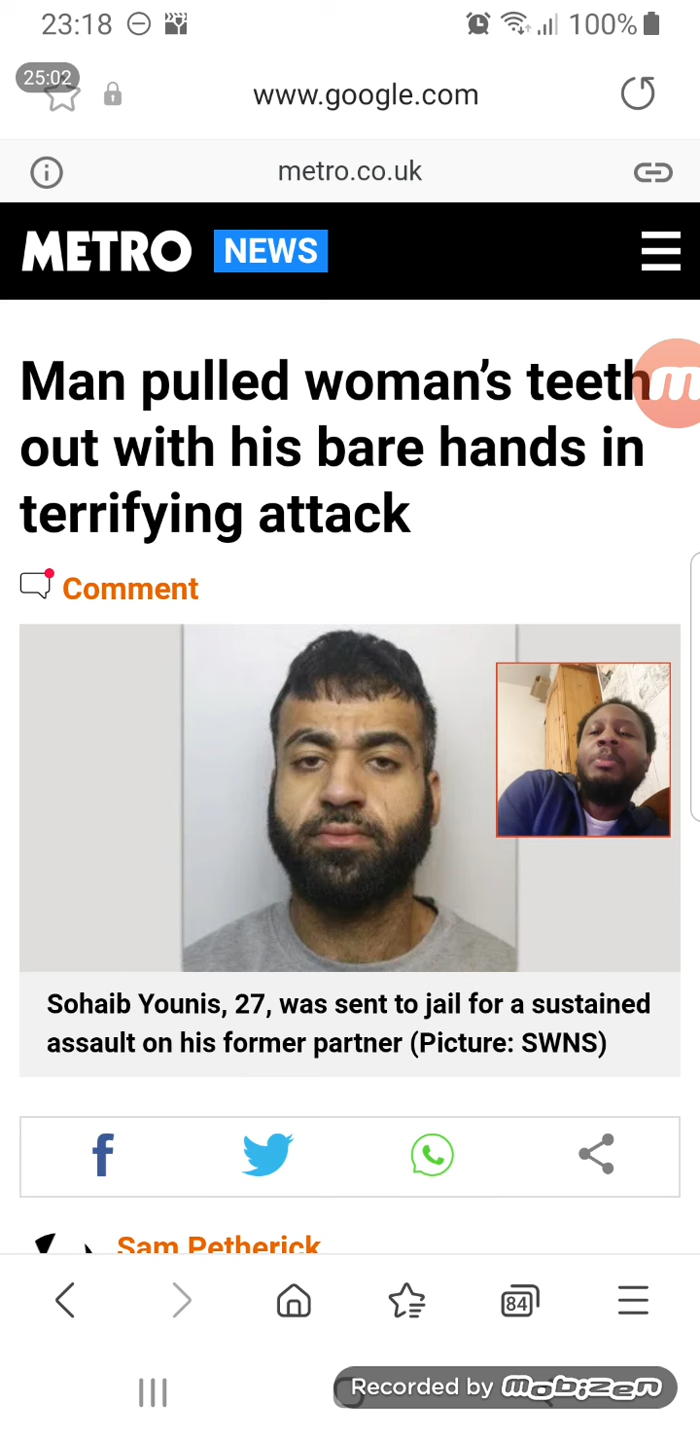 23:18 100%
25:02
www.google.com
metro.co.uk
METRO NEWS
Man pulled woman's teeth
out with his bare hands in
terrifying attack
Comment
Sohaib Younis, 27, was sent to jail for a sustained
assault on his former partner (Picture: SWNS)
Sam Petherick
84
Recorded by mobizen